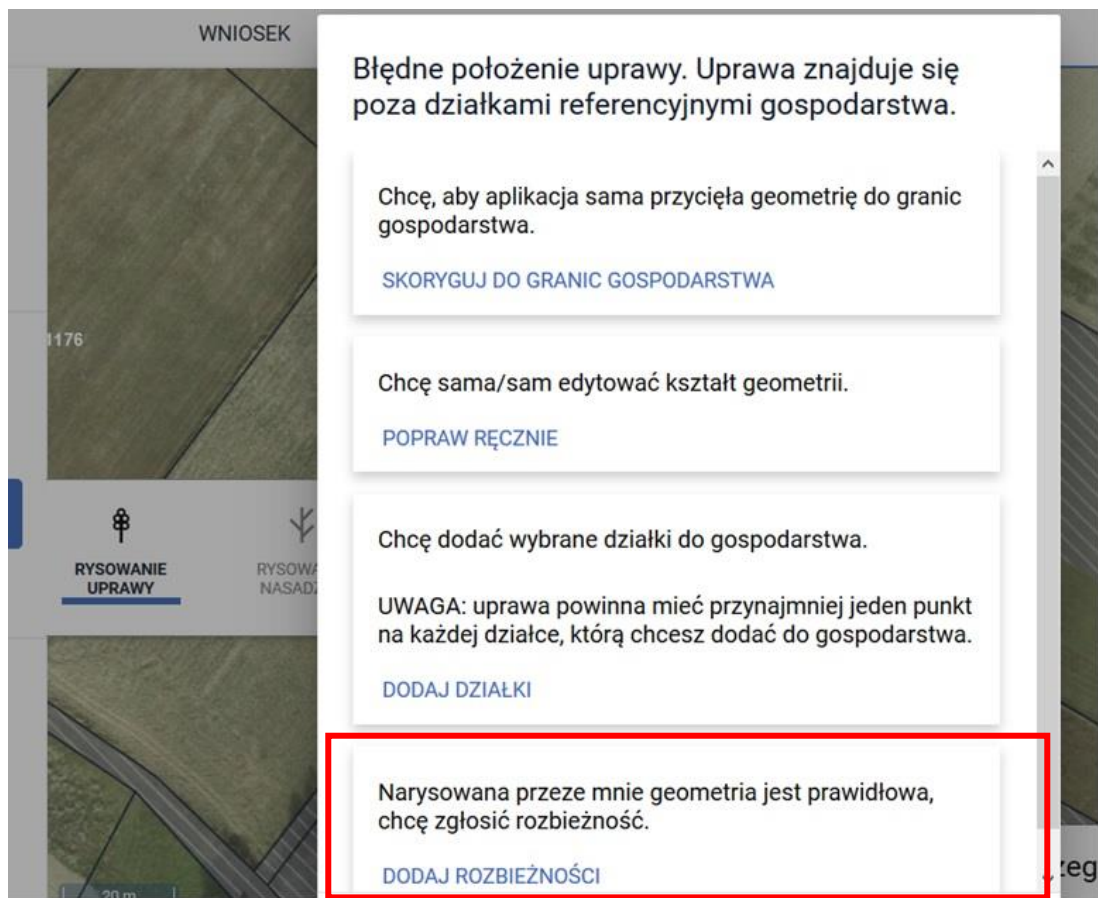 WNIOSEK
Błędne położenie uprawy. Uprawa znajduje się
poza działkami referencyjnymi gospodarstwa.
Chcę, aby aplikacja sama przycięła geometrię do granic
gospodarstwa.
SKORYGUJ DO GRANIC GOSPODARSTWA
1176
Chcę sama/sam edytować kształt geometrii.
POPRAW RĘCZNIE
RYSOWANIE
UPRAWY
Chcę dodać wybrane działki do gospodarstwa.
UWAGA: uprawa powinna mieć przynajmniej jeden punkt
na każdej działce, którą chcesz dodać do gospodarstwa.
DODAJ DZIAŁKI
Narysowana przeze mnie geometria jest prawidłowa,
chcę zgłosić rozbieżność.
DODAJ ROZBIEŻNOŚCI
20 m